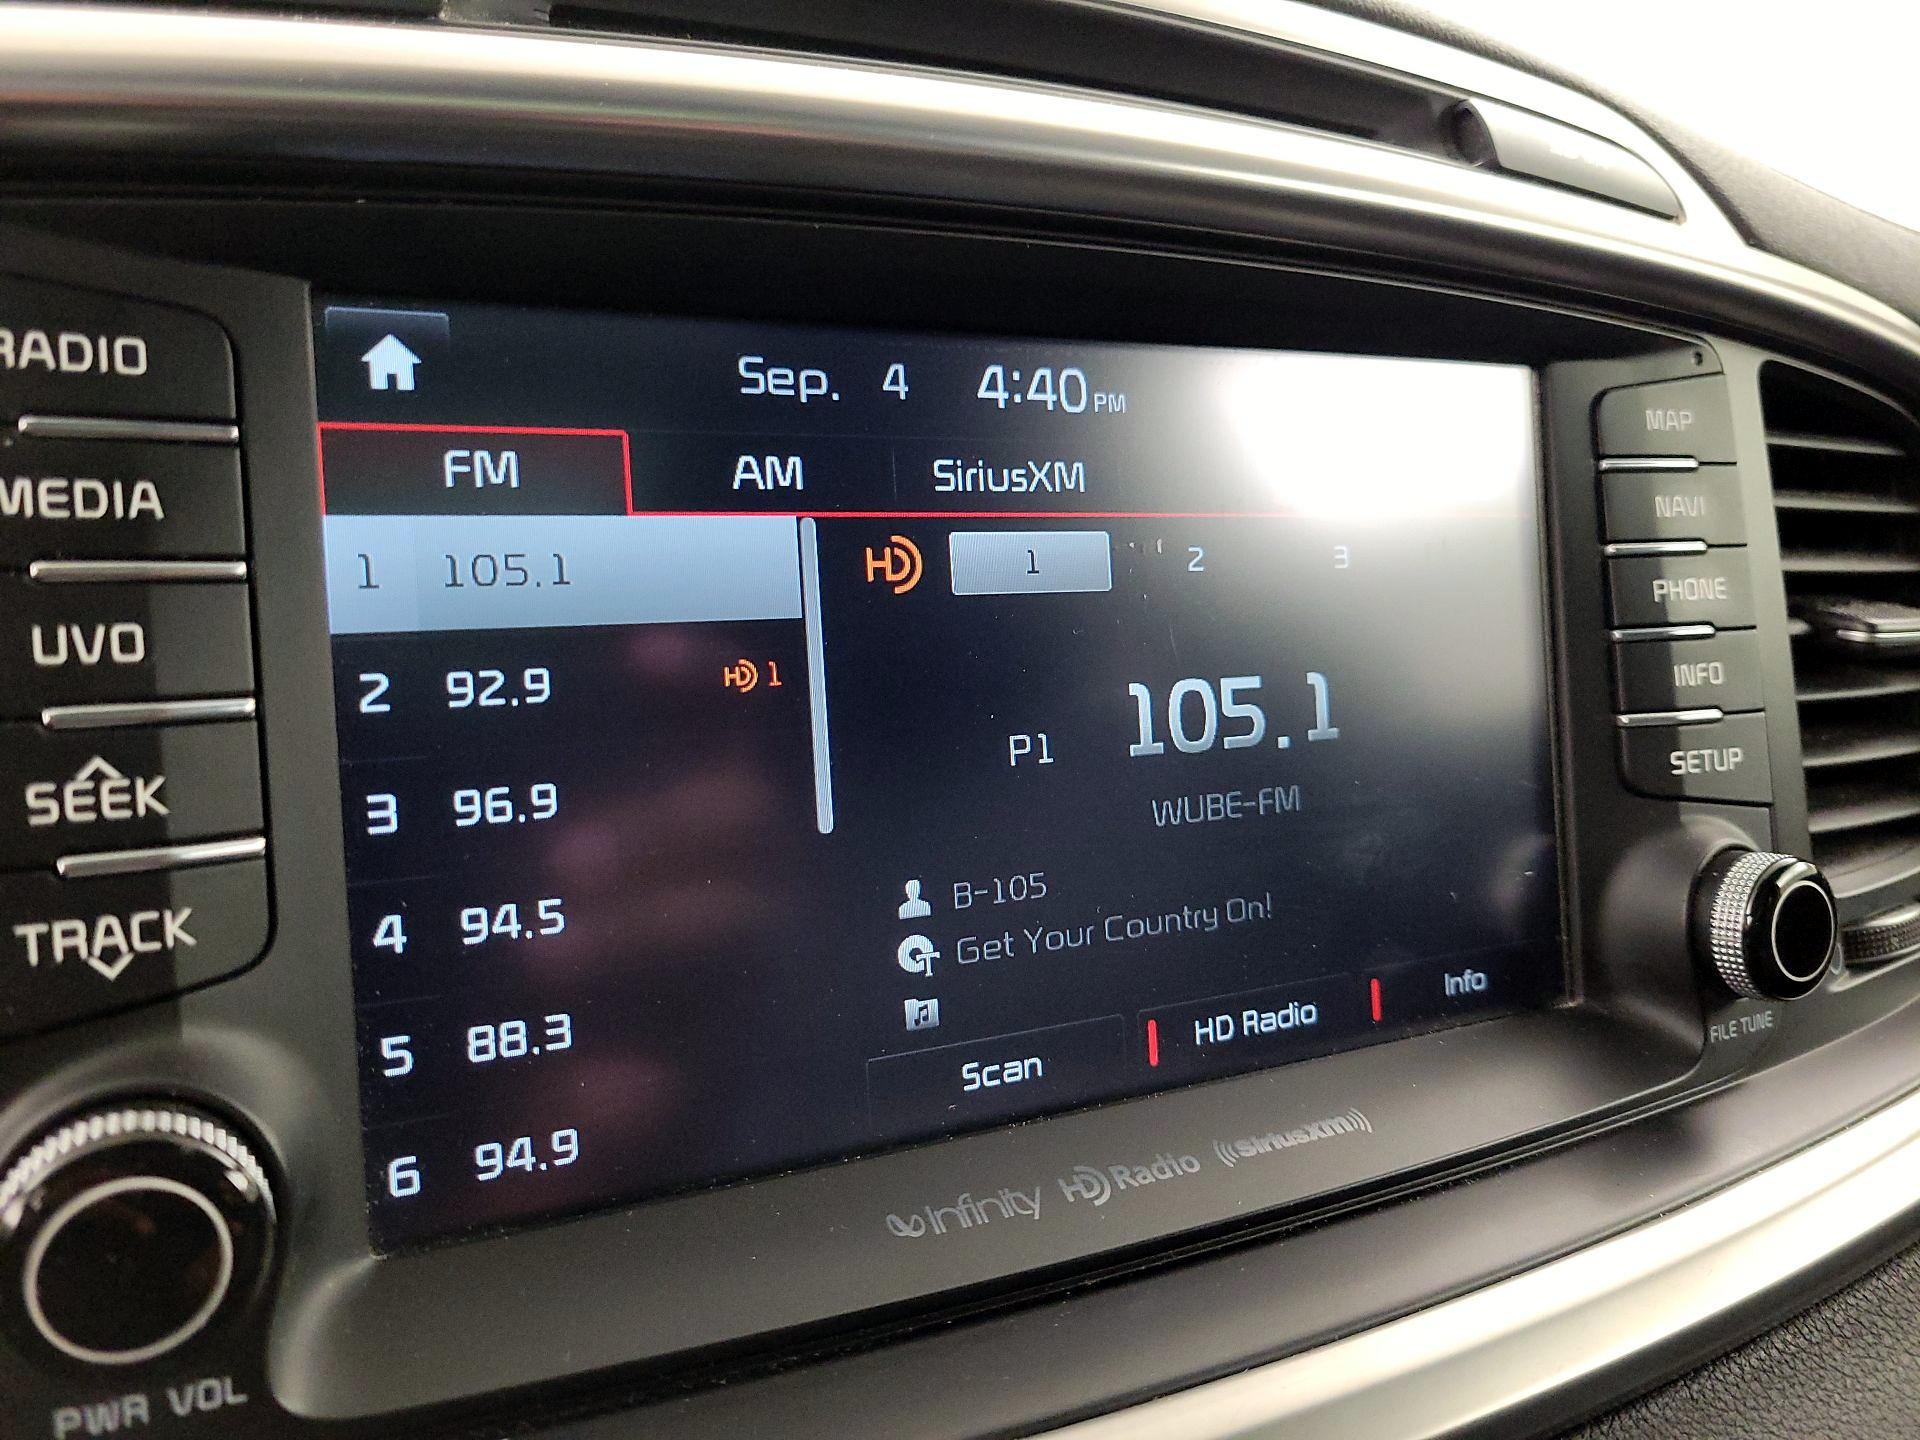 RADIO
MEDIA
UVO
SEEK
TRACK
PWR VOL
Sep. 4 4:40 PM
FM AM SiriusXM
1 105.1
2 92.9 HD 1
3 96.9
4 94.5
5 88.3
6 94.9
HD 1 2 3
P1 105.1
WUBE-FM
B-105
Get Your Country On!
Scan HD Radio Info
Infinity HD Radio ((SiriusXM))
MAP
NAVI
PHONE
INFO
SETUP
FILE TUNE